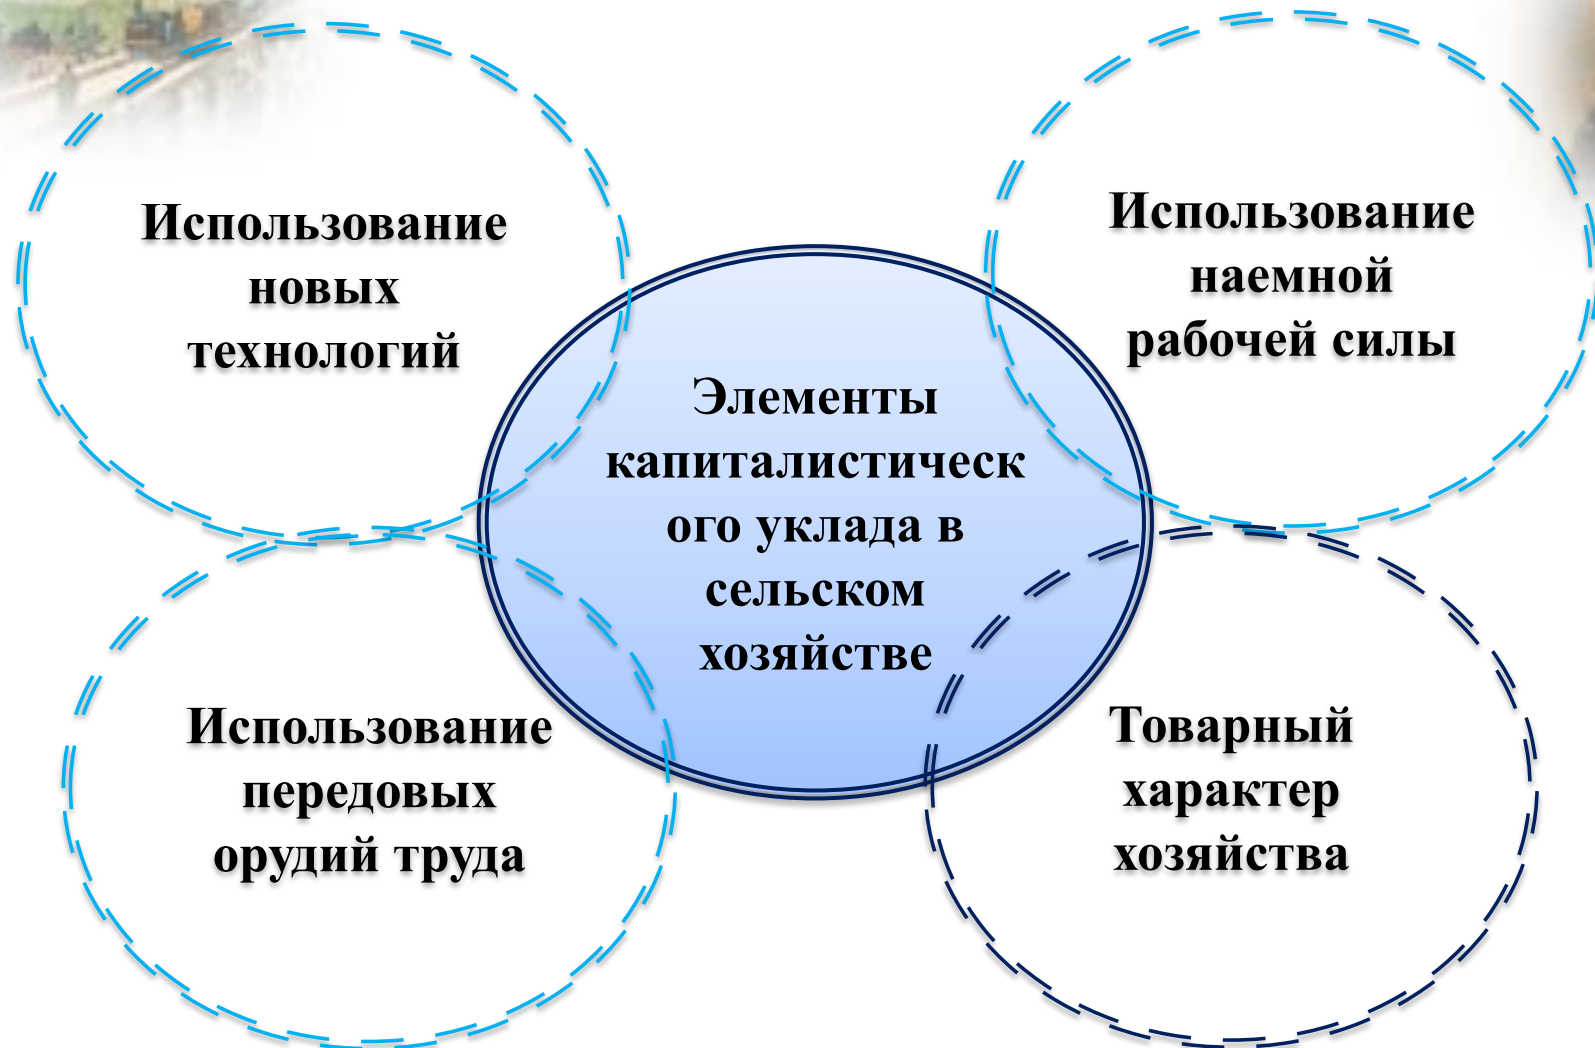 Использование
новых
технологий
Использование
наемной
рабочей силы
Элементы
капиталистическ
ого уклада в
сельском
хозяйстве
Использование
передовых
орудий труда
Товарный
характер
хозяйства